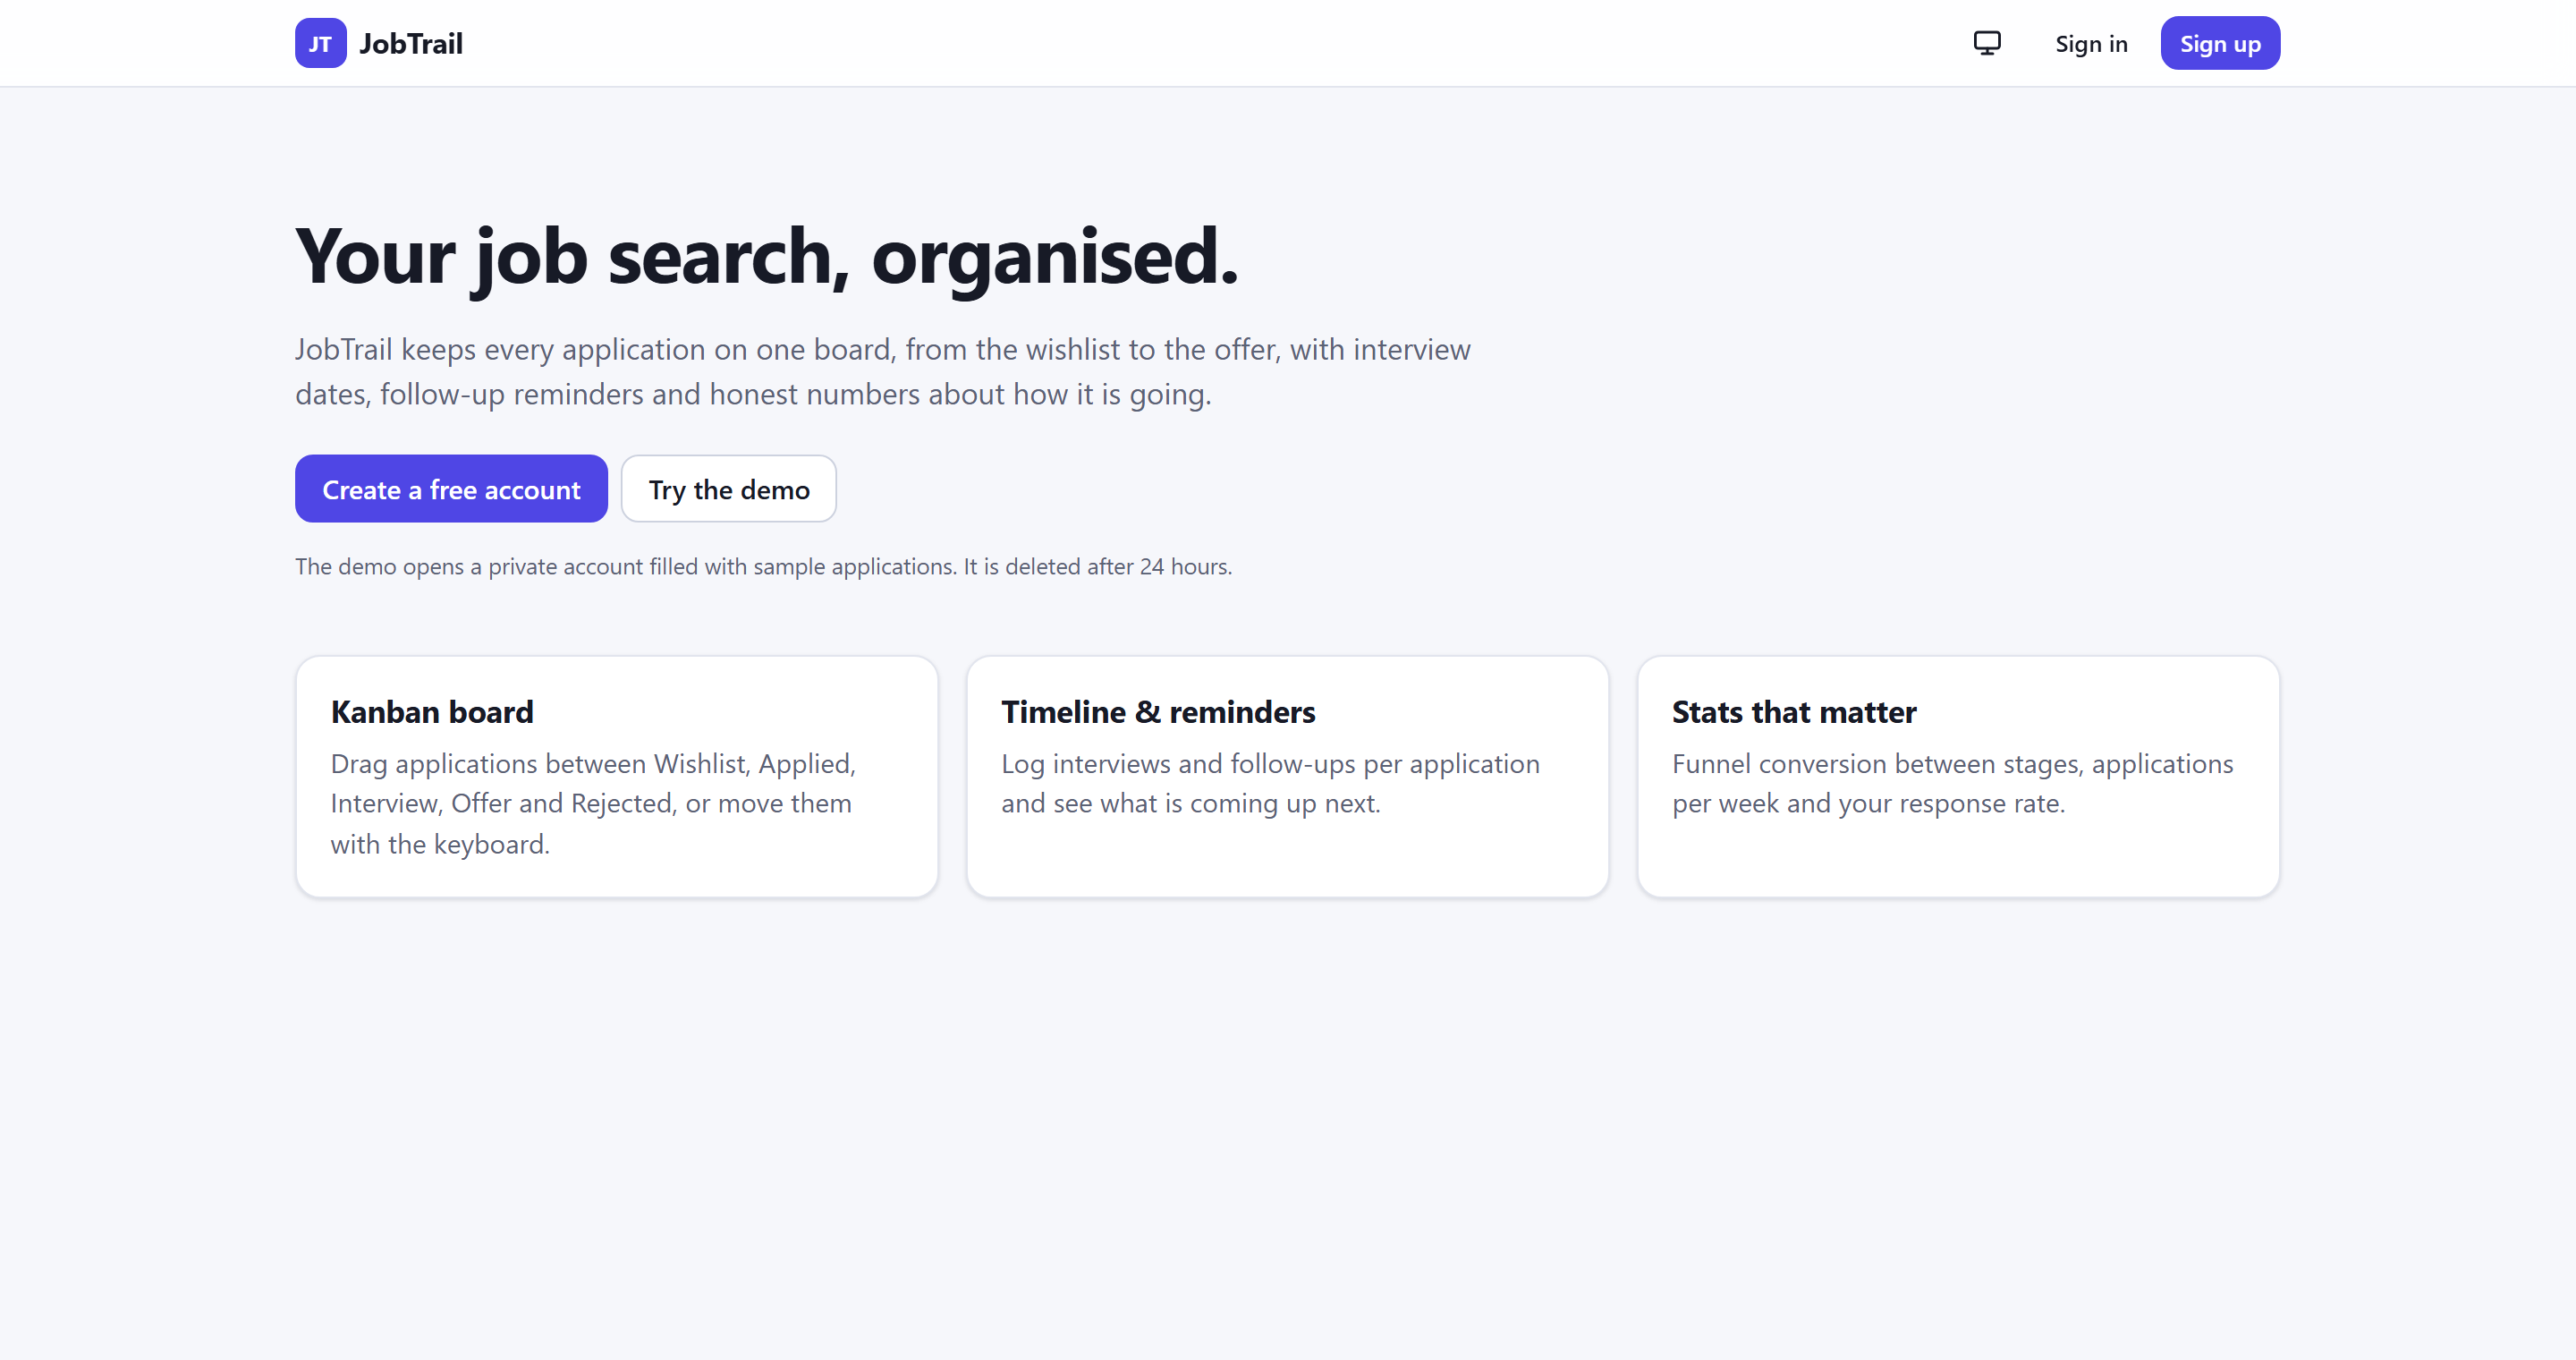 JT JobTrail
Sign in
Sign up
Your job search, organised.
JobTrail keeps every application on one board, from the wishlist to the offer, with interview
dates, follow-up reminders and honest numbers about how it is going.
Create a free account
Try the demo
The demo opens a private account filled with sample applications. It is deleted after 24 hours.
Kanban board
Drag applications between Wishlist, Applied,
Interview, Offer and Rejected, or move them
with the keyboard.
Timeline & reminders
Log interviews and follow-ups per application
and see what is coming up next.
Stats that matter
Funnel conversion between stages, applications
per week and your response rate.